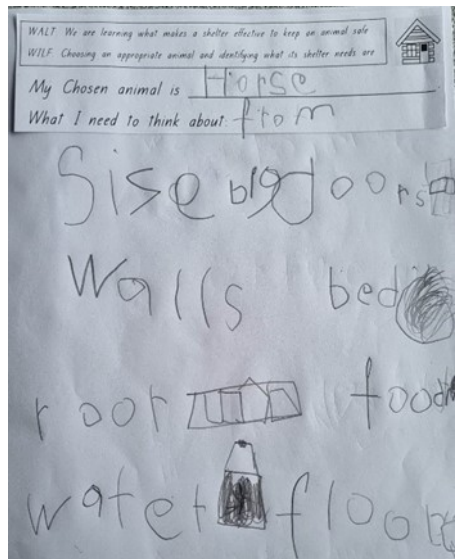 WALT We are learning what makes a shelter effective to keep an animal safe
WILF Choosing an appropriate animal and identifying what its shelter needs are
My Chosen animal is Horse
What I need to think about: from
Sise big doors
Walls bed
roof food
water floor